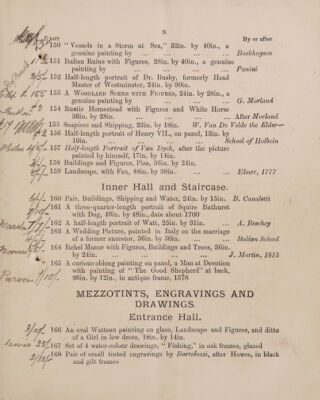 9
LOT By or after
150 "Vessels in a Storm at Sea," 52in. by 40in., a
genuine painting by — Backhuysen
151 Italian Ruins with Figures, 28in. by 40in., a genuine
painting by — Panini
152 Half-length portrait of Dr. Busby, formerly Head
Master of Westminster, 24in. by 30in.
155 A WOODLAND SCENE WITH FIGURES, 24in. by 28in., a
genuine painting by — G. Morland
154 Rustic Homestead with Figures and White Horse
36in. by 28in. — After Morland
155 Seapiece and Shipping, 23in. by 18in. W. Van De Velde the Elder—
156 Half-length portrait of Henry VII., on panel, 15in. by
10in. — School of Holbein
157 Half-length Portrait of Van Dyck, after the picture
painted by himself, 17in. by 14in.
158 Buildings and Figures, Pisa, 36in. by 24in.
159 Landscape, with Fox, 48in. by 38in. — Elmer, 1777
Inner Hall and Staircase.
160 Pair, Buildings, Shipping and Water, 24in. by 15in. B. Canaletti
161 A three-quarter-length portrait of Squire Bathurst
with Dog, 40in. by 48in., date about 1700
162 A half-length portrait of Watt, 25in. by 31in. — A. Beechey
163 A Wedding Picture, painted in Italy on the marriage
of a former ancestor, 36in. by 50in. — Italian School
164 Itchel Manor with Figures, Buildings and Trees, 36in.
by 24in. — J. Martin, 1815
165 A curious oblong painting on panel, a Man at Devotion
with painting of "The Good Shepherd" at back,
36in. by 12in., in antique frame, 1578
MEZZOTINTS, ENGRAVINGS AND
DRAWINGS.
Entrance Hall.
166 An oval Watteau painting on glass, Landscape and Figures, and ditto
of a Girl in low dress, 18in. by 14in.
167 Set of 4 water-colour drawings, "Fishing," in oak frames, glazed
168 Pair of small tinted engravings by Bartolozzi, after Howes, in black
and gilt frames